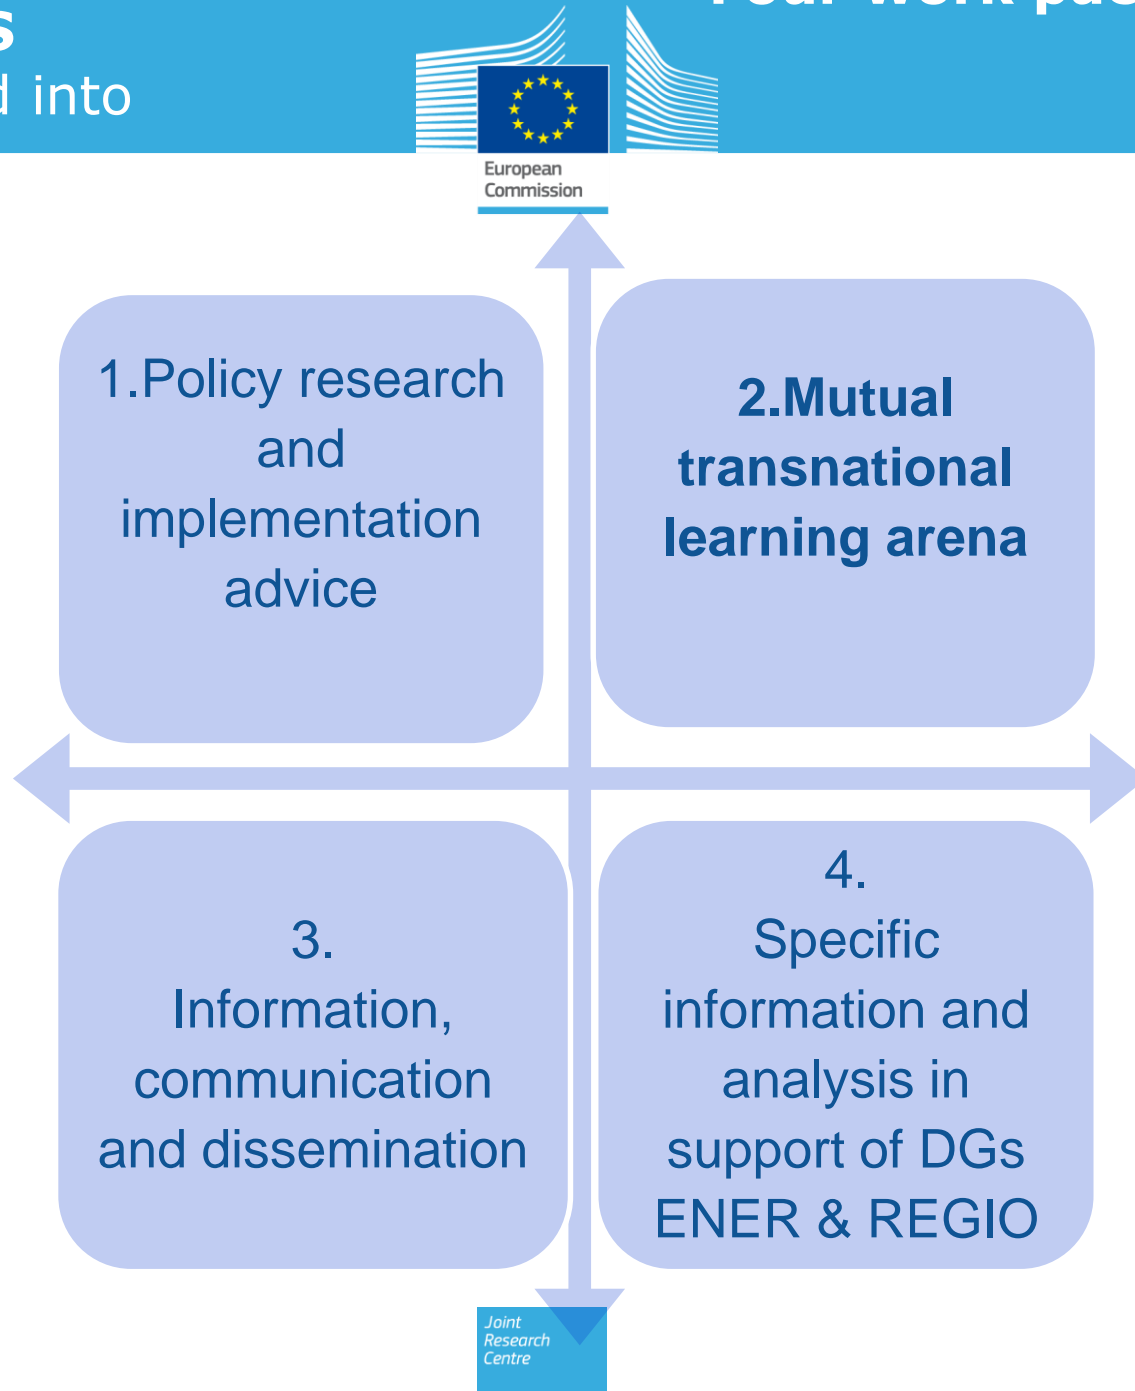 s
d into
European
Commission
1.Policy research
and
implementation
advice
2.Mutual
transnational
learning arena
3.
Information,
communication
and dissemination
4.
Specific
information and
analysis in
support of DGs
ENER & REGIO
Joint
Research
Centre